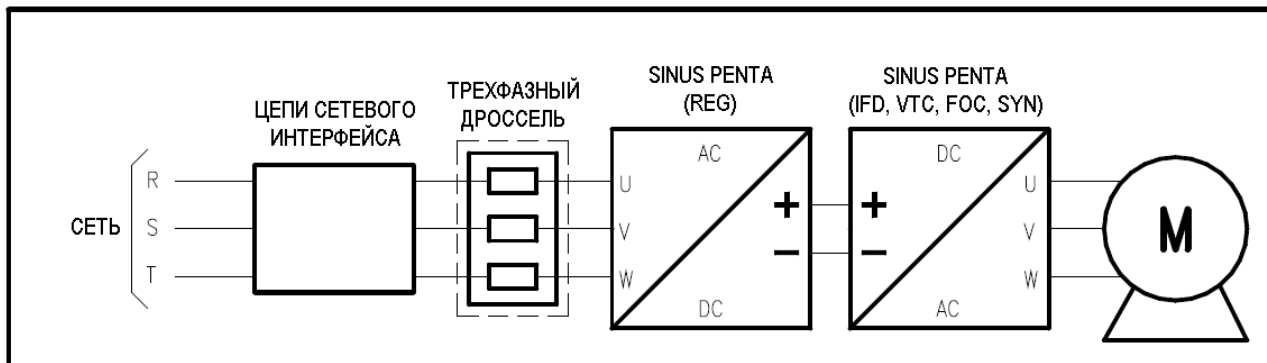 SINUS PENTA
(REG)
SINUS PENTA
(IFD, VTC, FOC, SYN)
ТРЕХФАЗНЫЙ
ДРОССЕЛЬ
ЦЕПИ СЕТЕВОГО
ИНТЕРФЕЙСА
СЕТЬ
R
S
T
U
V
W
AC
DC
+
−
+
−
DC
AC
U
V
W
M